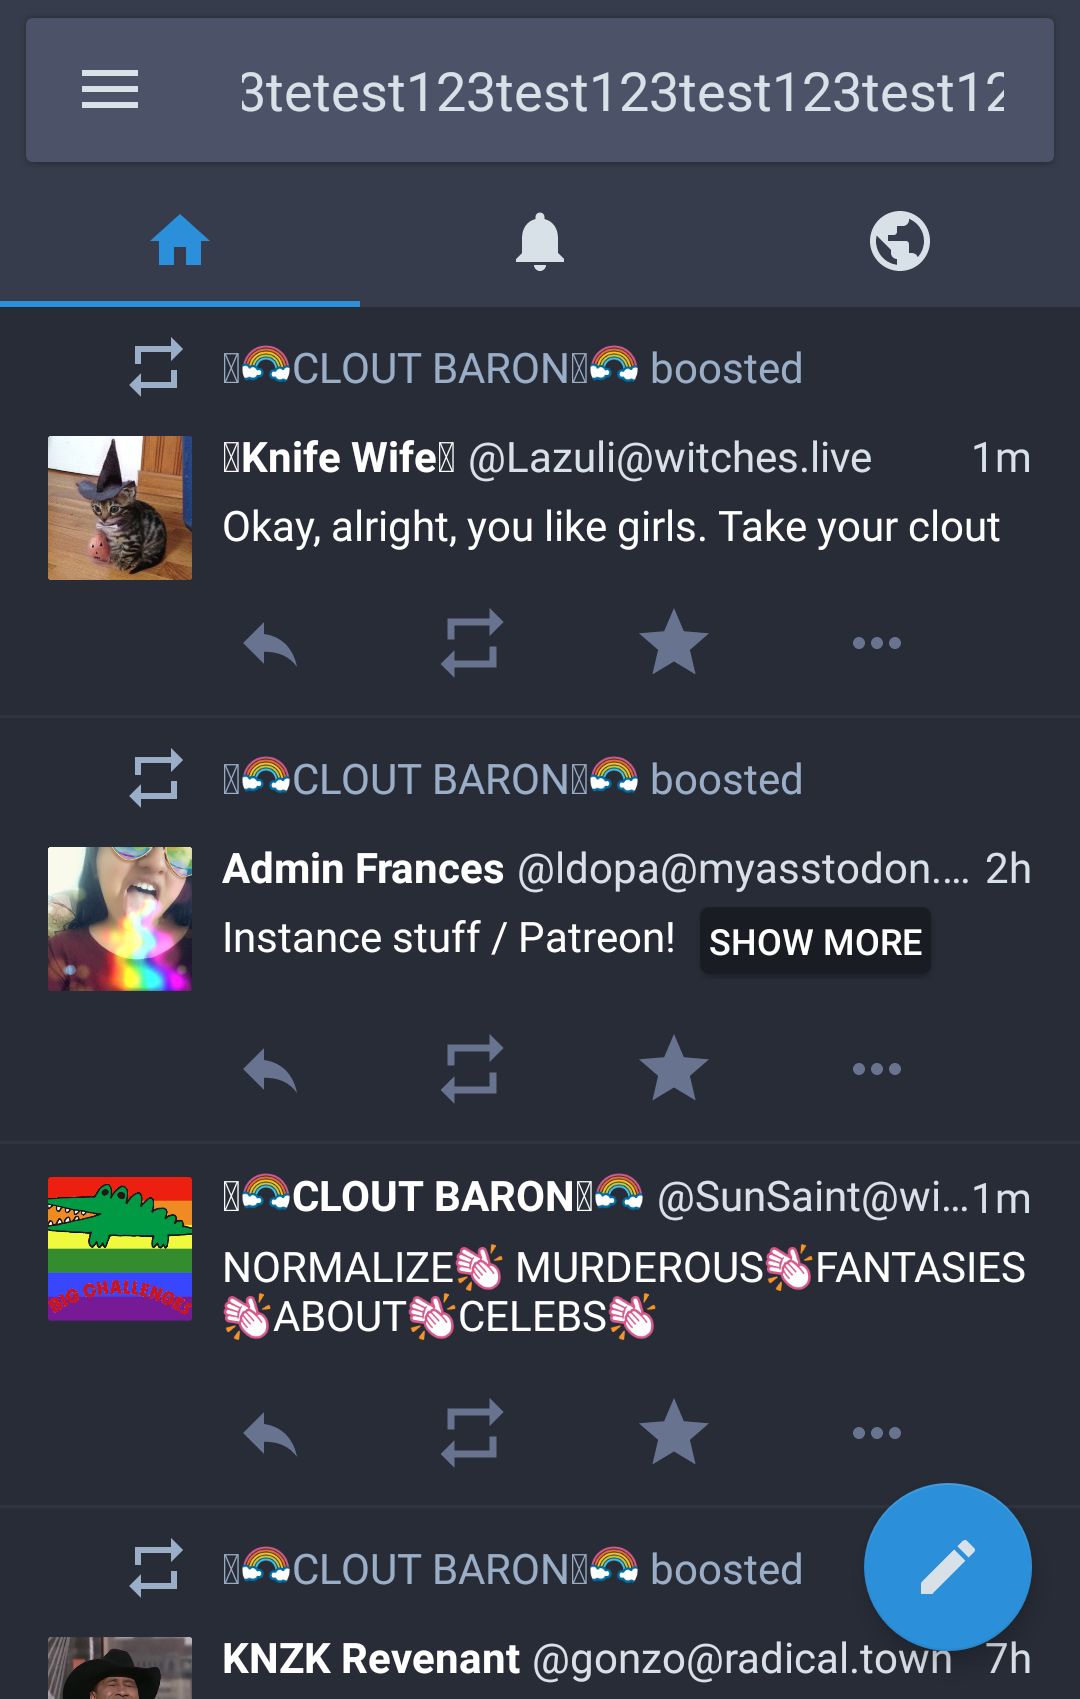 3tetest123test123test123test12
🌈CLOUT BARON🌈 boosted
Knife Wife @Lazuli@witches.live 1m
Okay, alright, you like girls. Take your clout
🌈CLOUT BARON🌈 boosted
Admin Frances @ldopa@myasstodon.... 2h
Instance stuff / Patreon! SHOW MORE
🌈CLOUT BARON🌈 @SunSaint@wi... 1m
NORMALIZE👏 MURDEROUS👏FANTASIES
👏ABOUT👏CELEBS👏
BIG CHALLENGES
🌈CLOUT BARON🌈 boosted
KNZK Revenant @gonzo@radical.town 7h